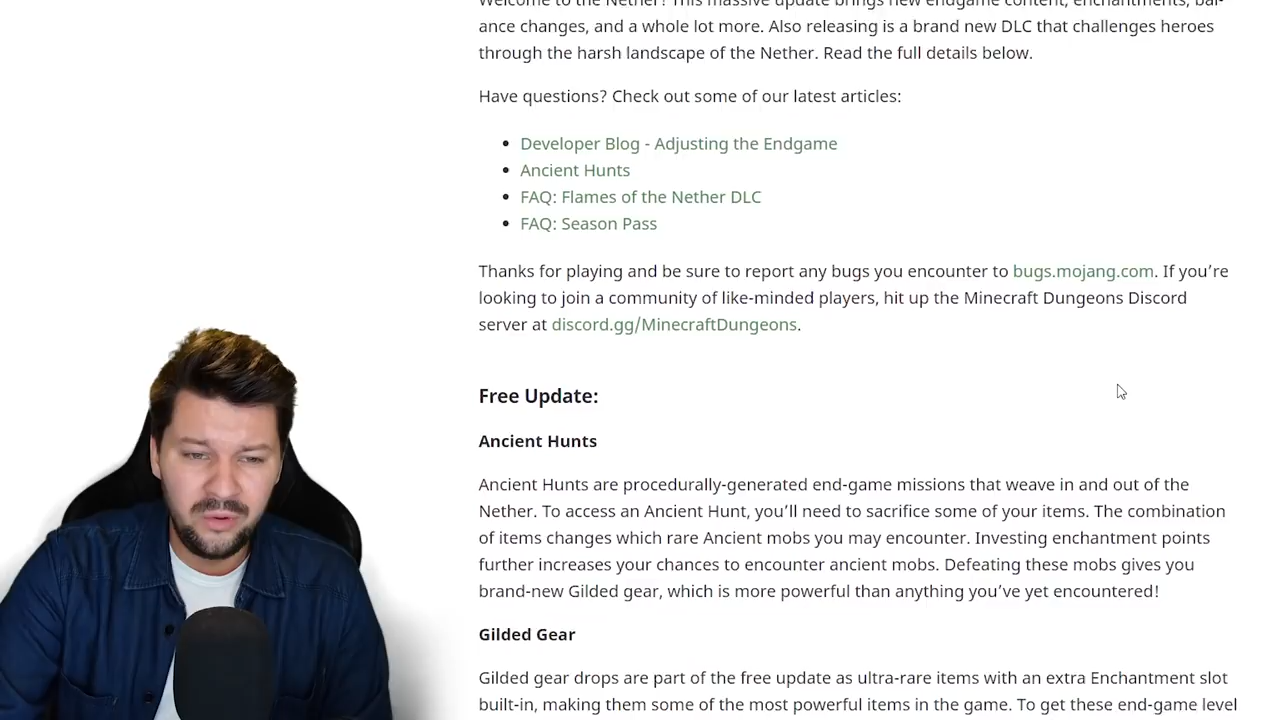 Welcome to the Nether! This massive update brings new endgame content, enchantments, bal-
ance changes, and a whole lot more. Also releasing is a brand new DLC that challenges heroes
through the harsh landscape of the Nether. Read the full details below.
Have questions? Check out some of our latest articles:
• Developer Blog - Adjusting the Endgame
• Ancient Hunts
• FAQ: Flames of the Nether DLC
• FAQ: Season Pass
Thanks for playing and be sure to report any bugs you encounter to bugs.mojang.com. If you’re
looking to join a community of like-minded players, hit up the Minecraft Dungeons Discord
server at discord.gg/MinecraftDungeons.
Free Update:
Ancient Hunts
Ancient Hunts are procedurally-generated end-game missions that weave in and out of the
Nether. To access an Ancient Hunt, you’ll need to sacrifice some of your items. The combination
of items changes which rare Ancient mobs you may encounter. Investing enchantment points
further increases your chances to encounter ancient mobs. Defeating these mobs gives you
brand-new Gilded gear, which is more powerful than anything you’ve yet encountered!
Gilded Gear
Gilded gear drops are part of the free update as ultra-rare items with an extra Enchantment slot
built-in, making them some of the most powerful items in the game. To get these end-game level